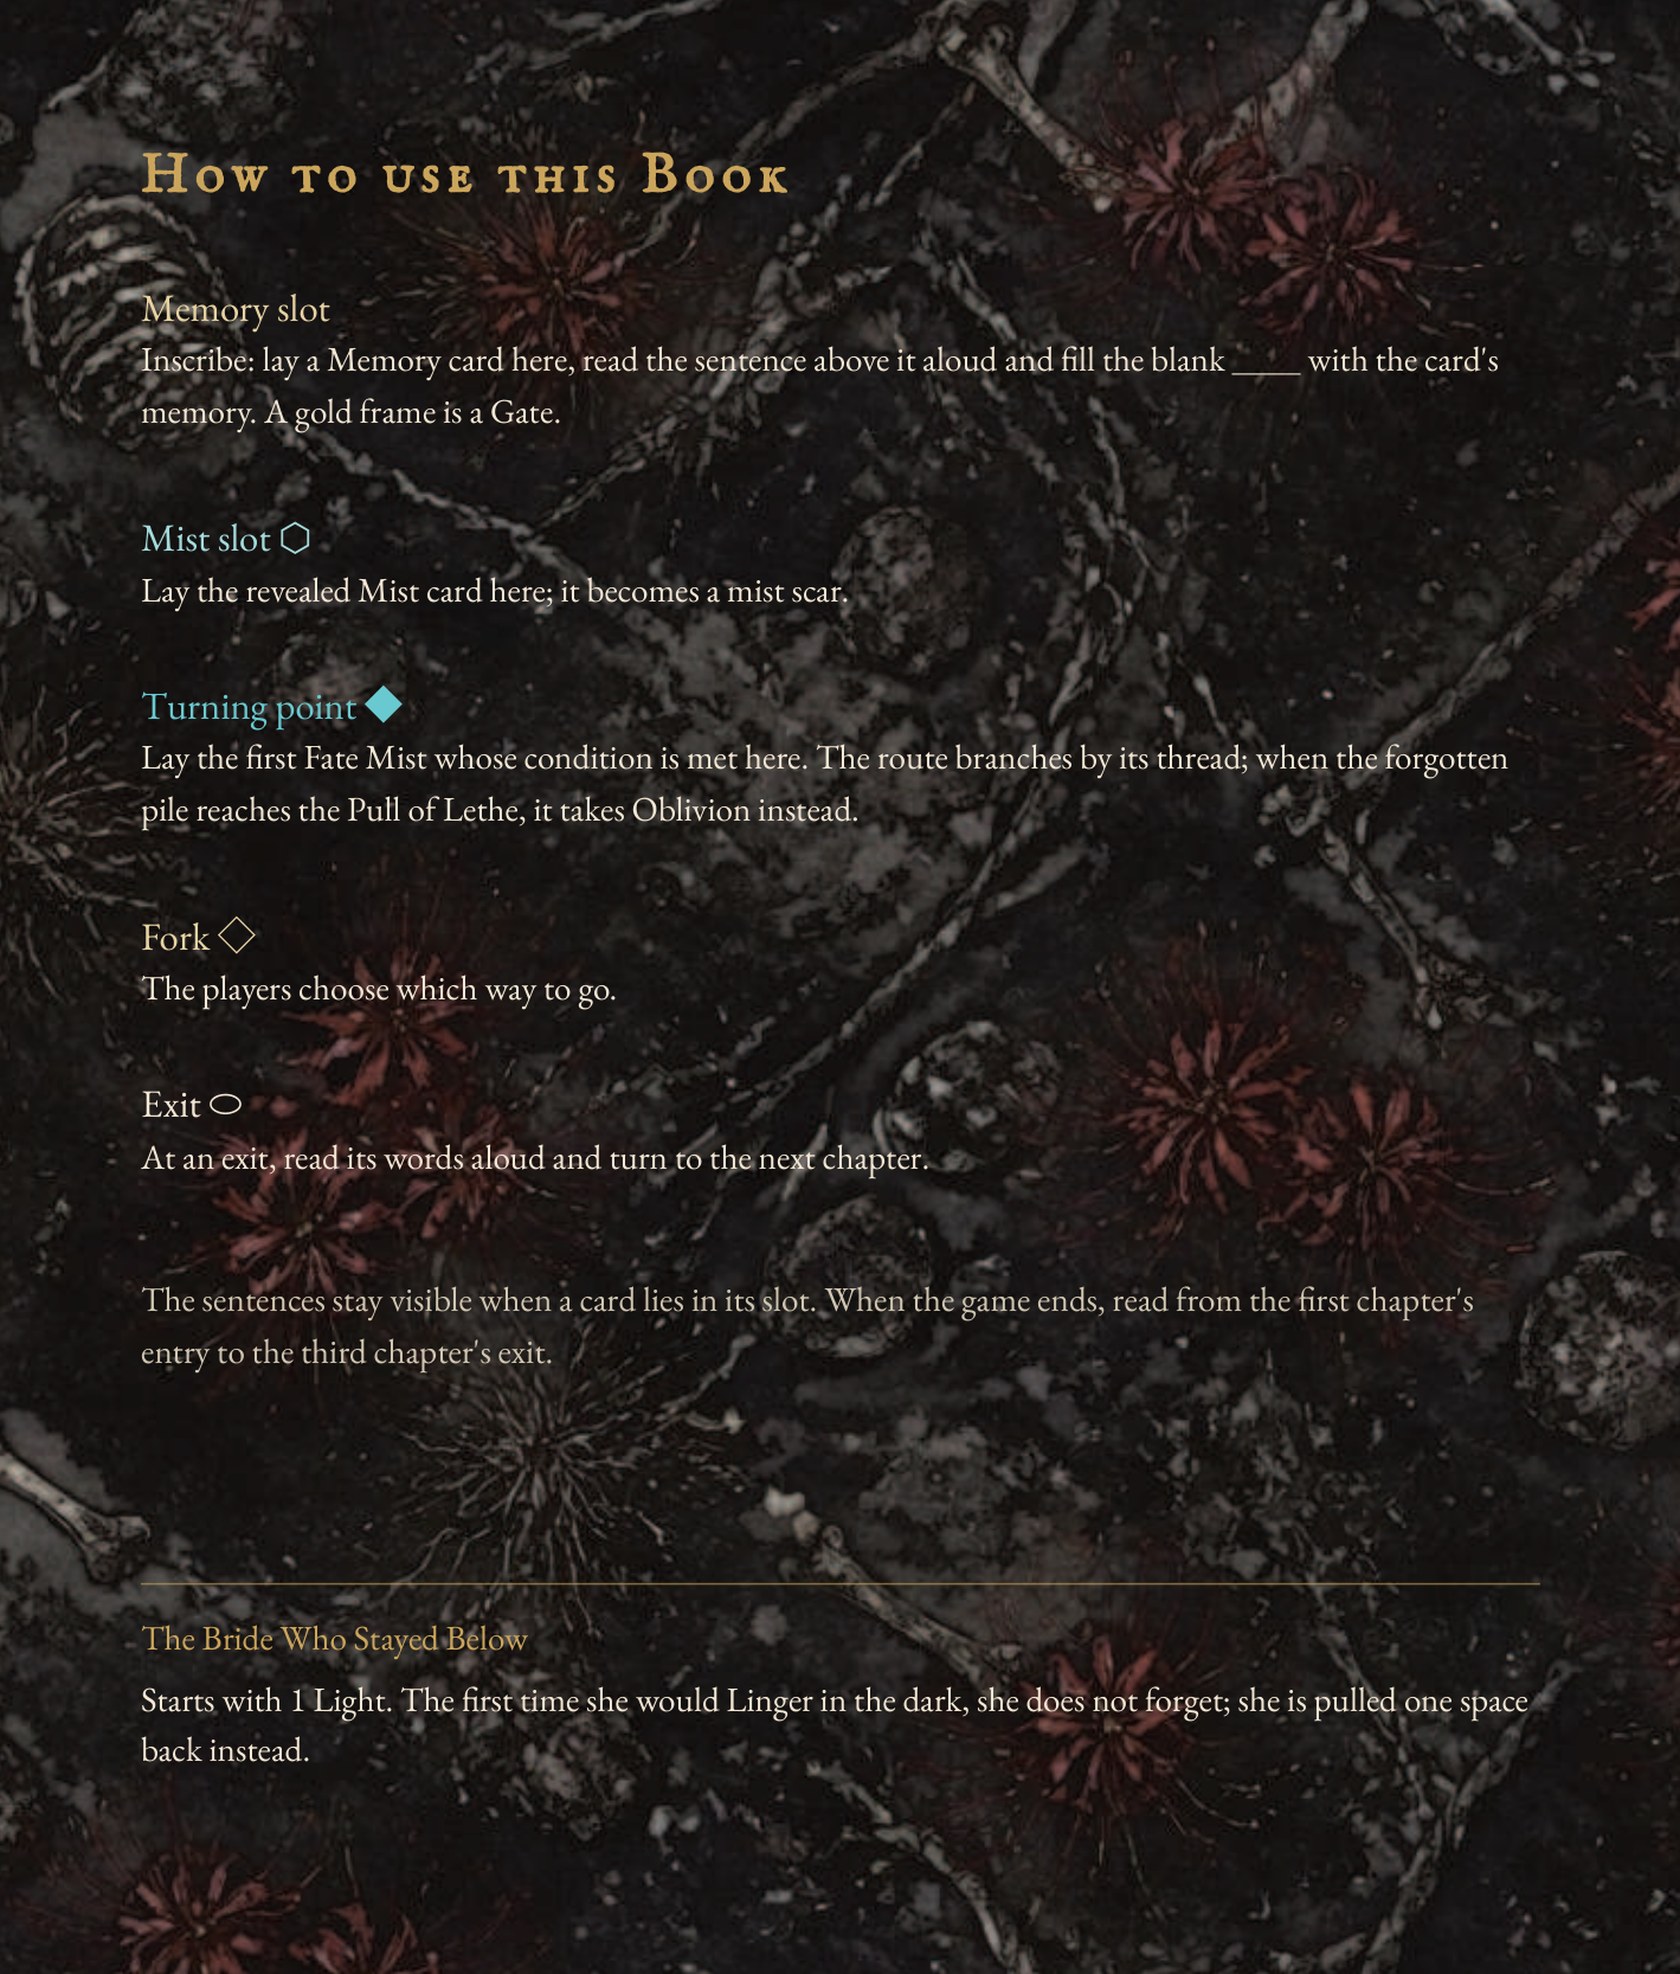 How to use this Book
Memory slot
Inscribe: lay a Memory card here, read the sentence above it aloud and fill the blank ____ with the card's
memory. A gold frame is a Gate.
Mist slot ⬡
Lay the revealed Mist card here; it becomes a mist scar.
Turning point ◆
Lay the first Fate Mist whose condition is met here. The route branches by its thread; when the forgotten
pile reaches the Pull of Lethe, it takes Oblivion instead.
Fork ◇
The players choose which way to go.
Exit ⬭
At an exit, read its words aloud and turn to the next chapter.
The sentences stay visible when a card lies in its slot. When the game ends, read from the first chapter's
entry to the third chapter's exit.
The Bride Who Stayed Below
Starts with 1 Light. The first time she would Linger in the dark, she does not forget; she is pulled one space
back instead.